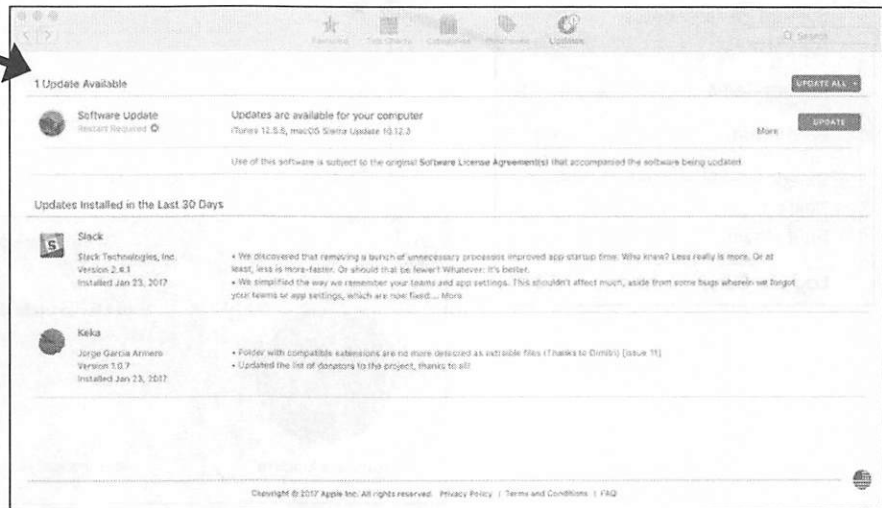 Featured Top Charts Categories Purchased Updates
Search
1 Update Available
UPDATE ALL
Software Update
Restart Required
Updates are available for your computer
iTunes 12.5.5, macOS Sierra Update 10.12.3
More
UPDATE
Use of this software is subject to the original Software License Agreement(s) that accompanied the software being updated.
Updates Installed in the Last 30 Days
S
Slack
Slack Technologies, Inc.
Version 2.4.1
Installed Jan 23, 2017
• We discovered that removing a bunch of unnecessary processes improved app startup time. Who knew? Less really is more. Or at
least, less is more-faster. Or should that be fewer? Whatever: it's better.
• We simplified the way we remember your teams and app settings. This shouldn't affect much, aside from some bugs wherein we forgot
your teams or app settings, which are now fixed.... More
Keka
Jorge Garcia Armero
Version 1.0.7
Installed Jan 23, 2017
• Folder with compatible extensions are no more detected as extraible files (Thanks to Dimitri) [issue 11]
• Updated the list of donators to the project, thanks to all!
Copyright © 2017 Apple Inc. All rights reserved. Privacy Policy | Terms and Conditions | FAQ